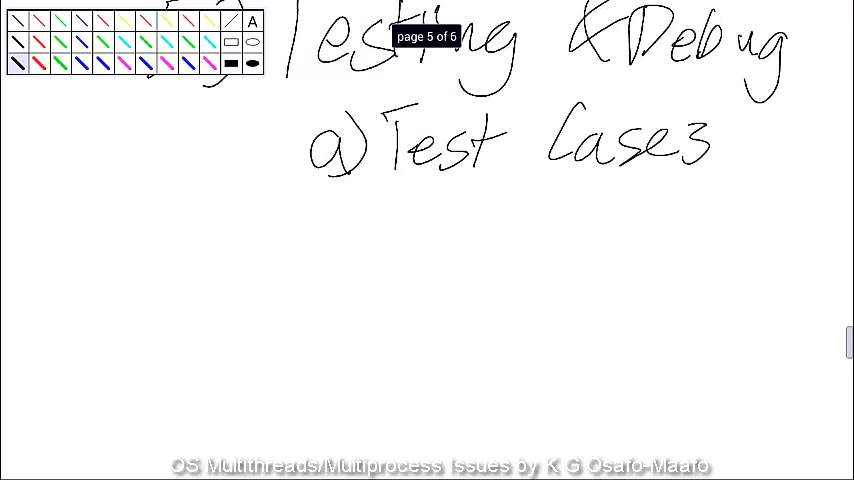 Testing & Debug
page 5 of 6
A
a) Test Cases
OS Multithreads/Multiprocess Issues by K G Osafo-Maafo